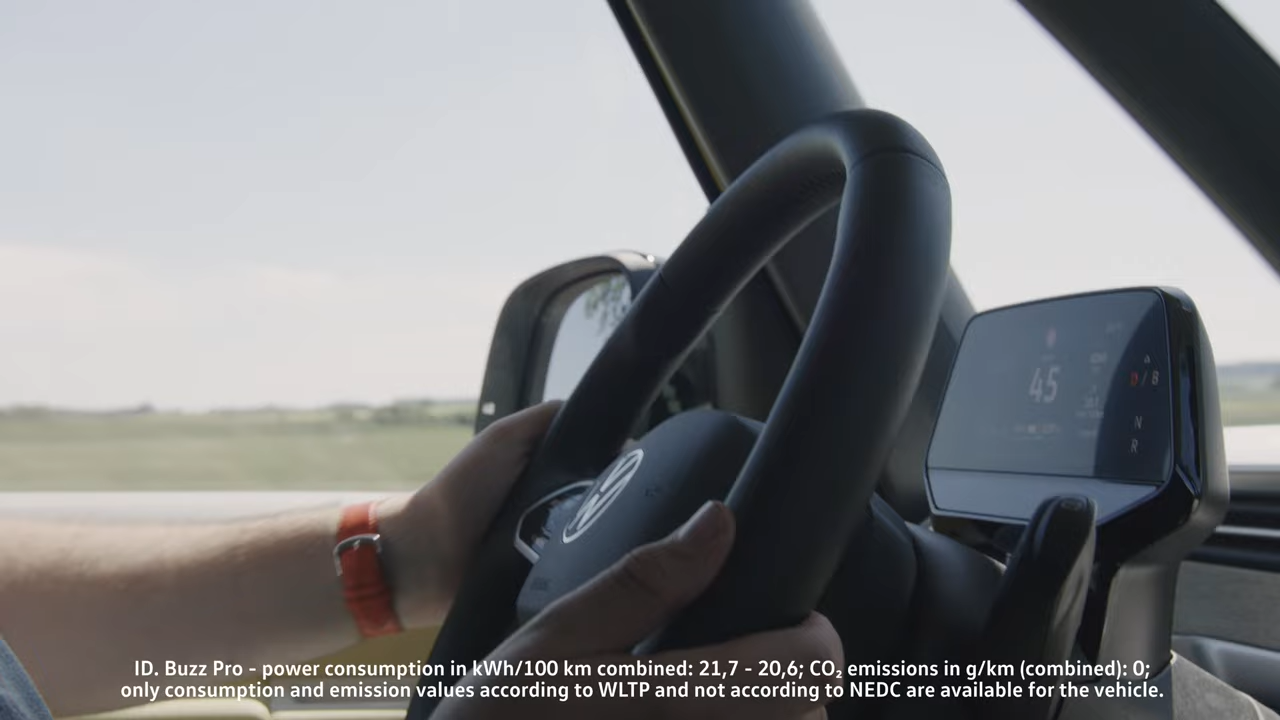 45
D / B
N
R
ID. Buzz Pro - power consumption in kWh/100 km combined: 21,7 - 20,6; CO₂ emissions in g/km (combined): 0;
only consumption and emission values according to WLTP and not according to NEDC are available for the vehicle.